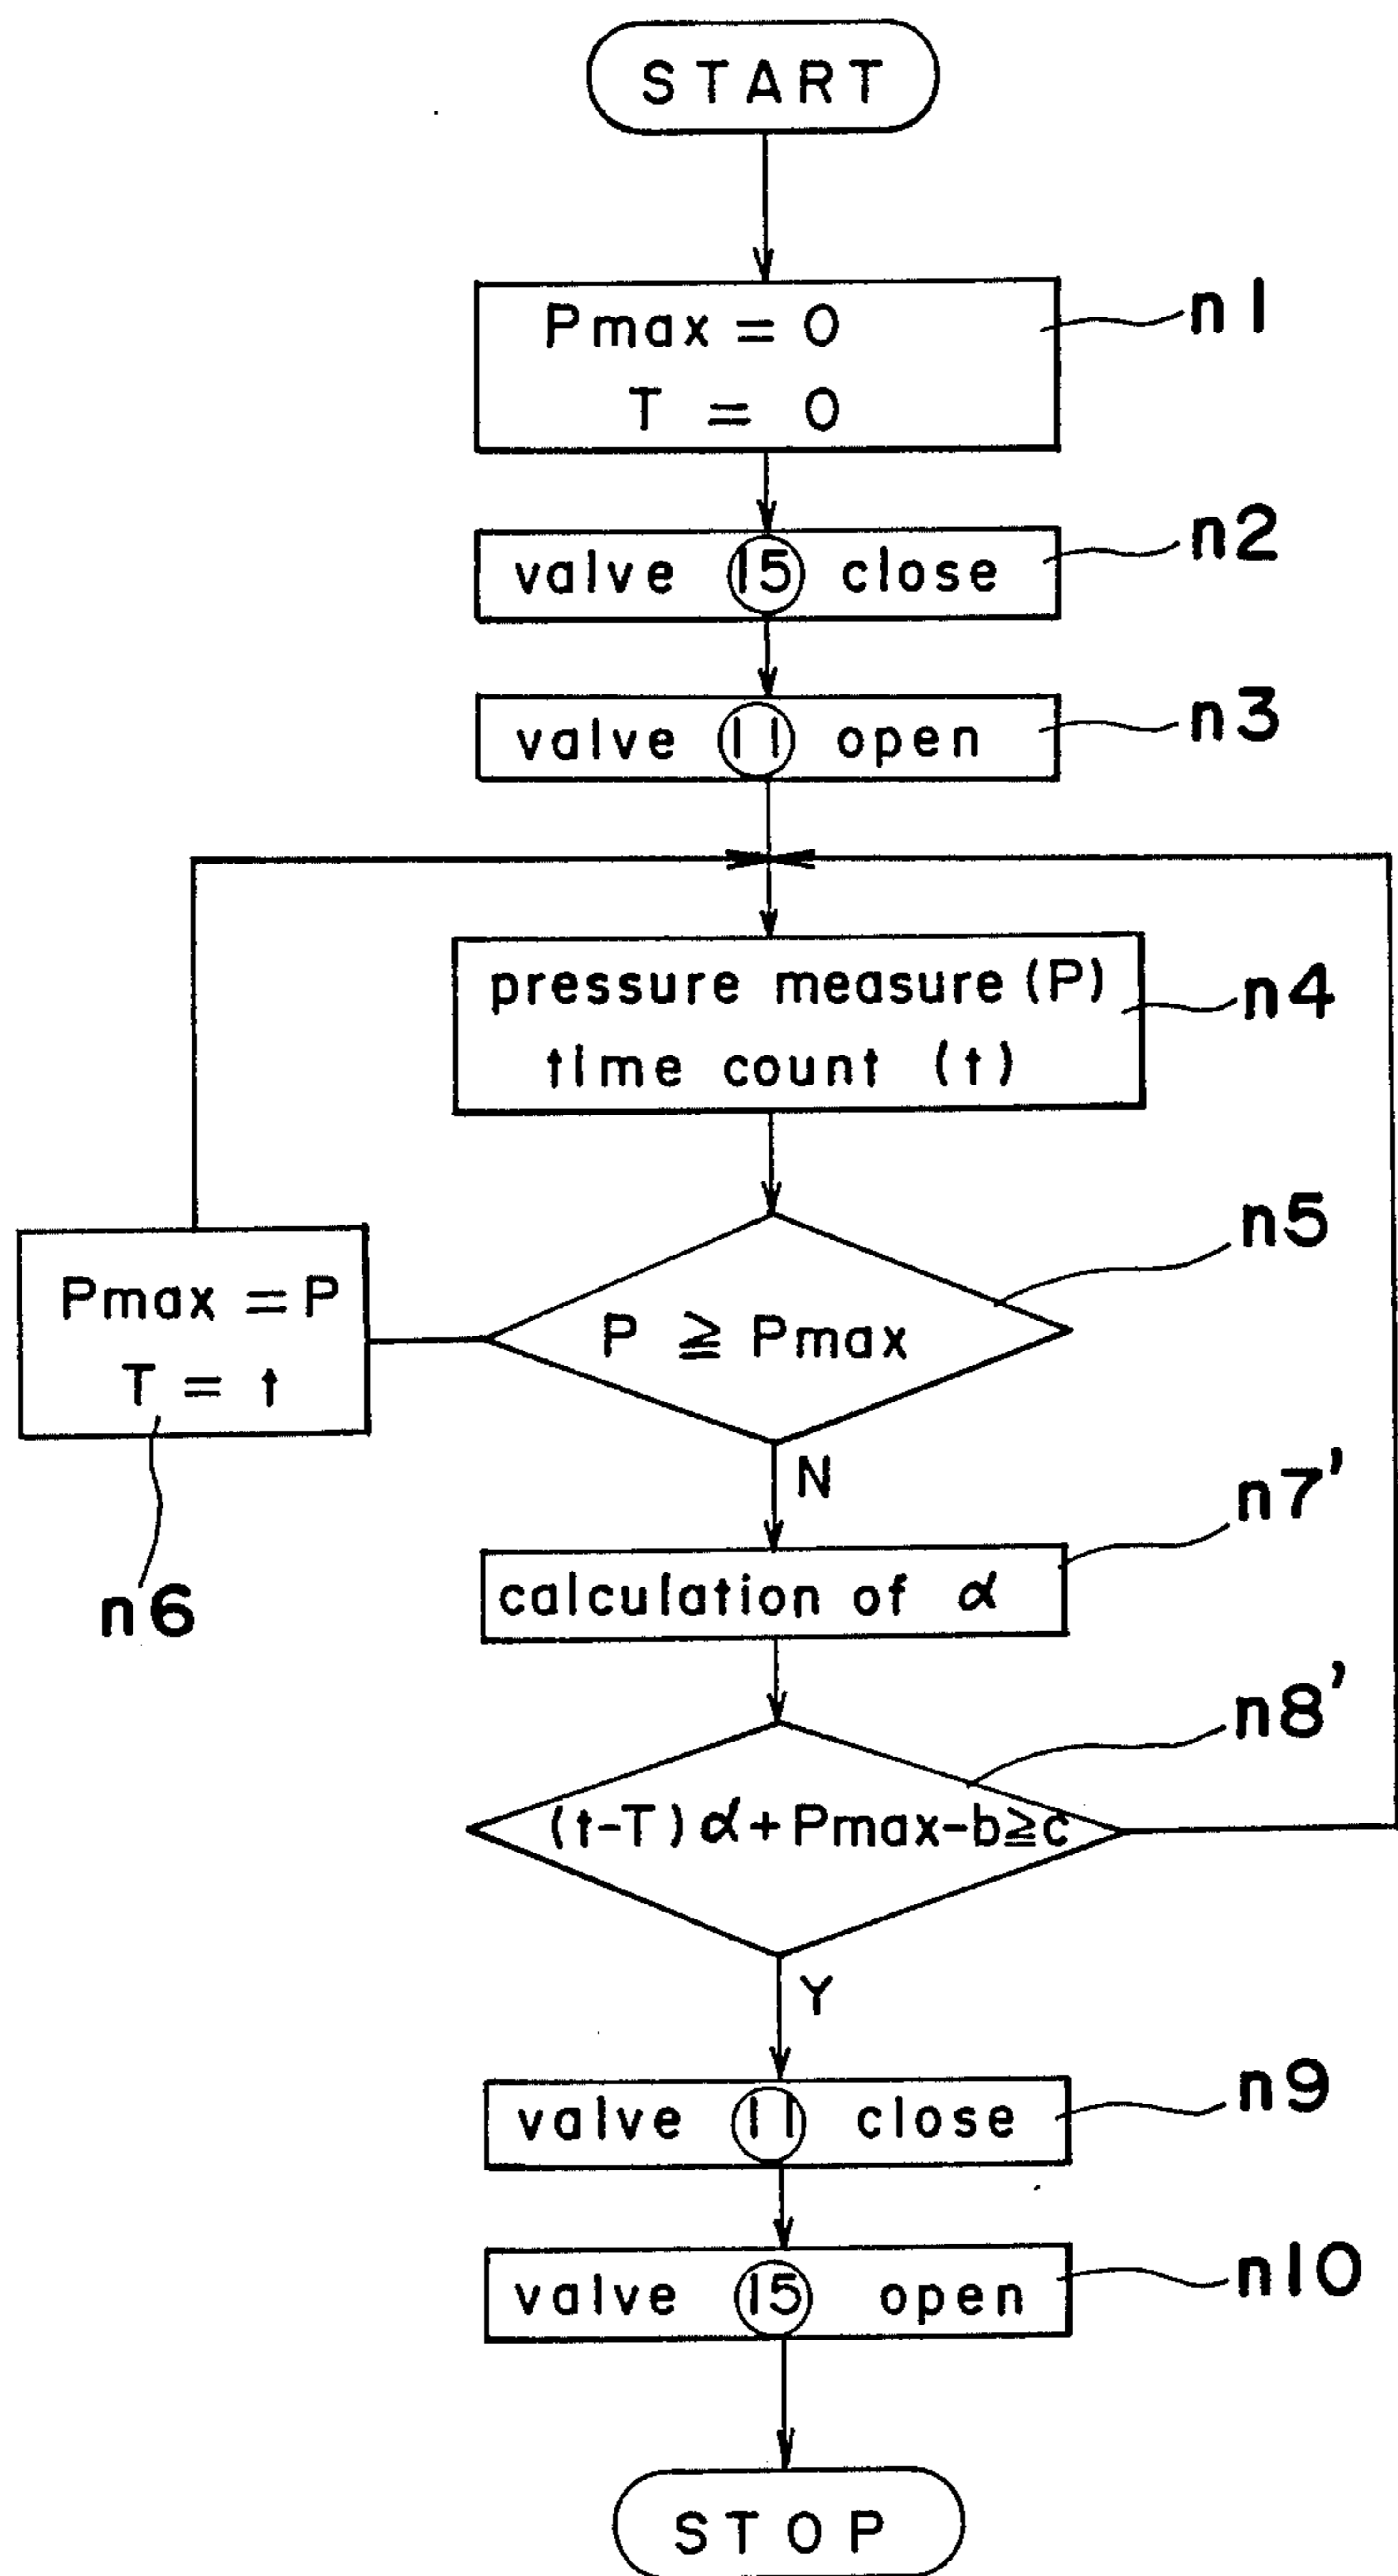 START
Pmax = 0
T = 0
n1
valve 15 close
n2
valve 11 open
n3
pressure measure (P)
time count (t)
n4
P ≧ Pmax
n5
Pmax = P
T = t
n6
N
calculation of α
n7'
(t-T)α+Pmax-b≧c
n8'
Y
valve 11 close
n9
valve 15 open
n10
STOP